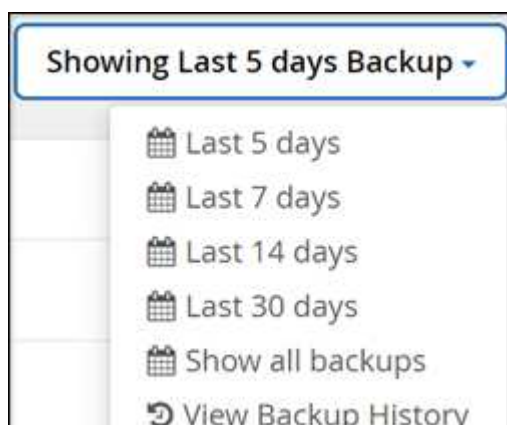 Showing Last 5 days Backup
Last 5 days
Last 7 days
Last 14 days
Last 30 days
Show all backups
View Backup History